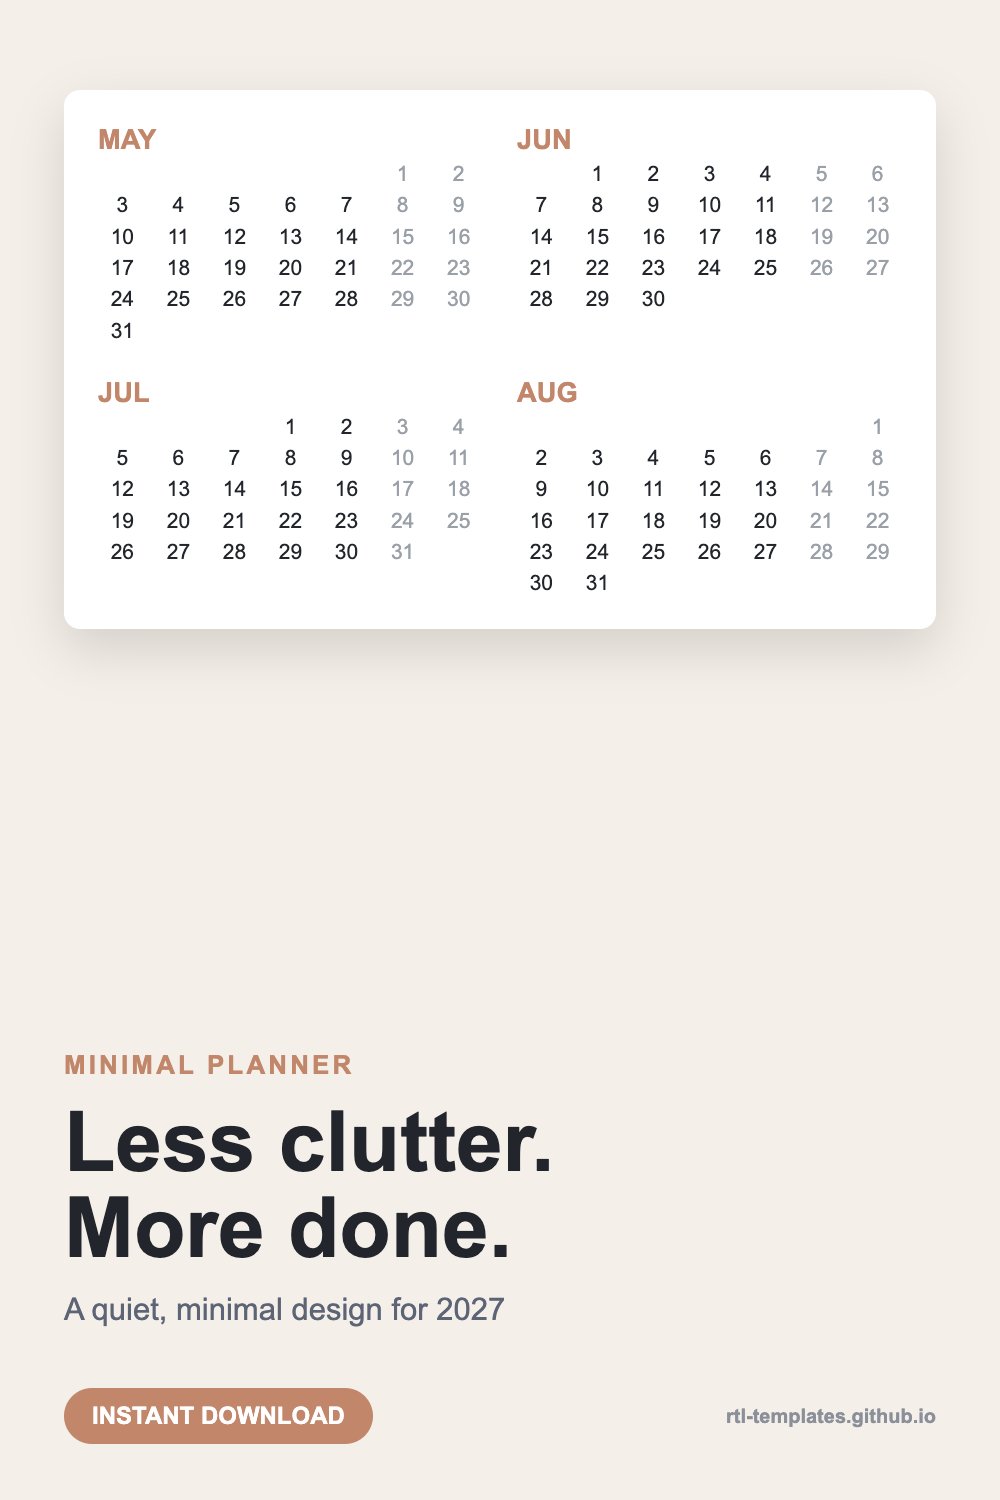 MAY
1 2
3 4 5 6 7 8 9
10 11 12 13 14 15 16
17 18 19 20 21 22 23
24 25 26 27 28 29 30
31
JUN
1 2 3 4 5 6
7 8 9 10 11 12 13
14 15 16 17 18 19 20
21 22 23 24 25 26 27
28 29 30
JUL
1 2 3 4
5 6 7 8 9 10 11
12 13 14 15 16 17 18
19 20 21 22 23 24 25
26 27 28 29 30 31
AUG
1
2 3 4 5 6 7 8
9 10 11 12 13 14 15
16 17 18 19 20 21 22
23 24 25 26 27 28 29
30 31
MINIMAL PLANNER
Less clutter.
More done.
A quiet, minimal design for 2027
INSTANT DOWNLOAD
rtl-templates.github.io